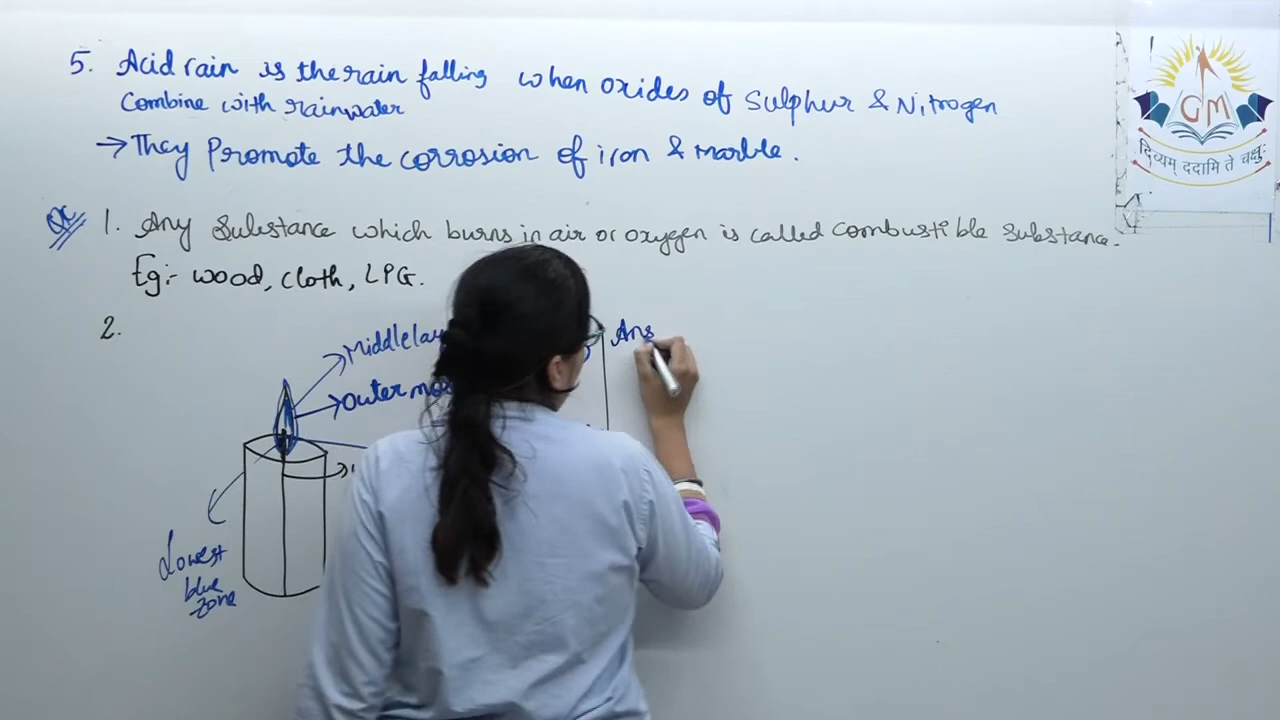 5. Acid rain is the rain falling when oxides of Sulphur & Nitrogen
Combine with rainwater
→ They Promote the corrosion of iron & Marble.
1. Any Substance which burns in air or oxygen is called combustible substance.
Eg:- wood, cloth, LPG.
2.
Middle
Ans
Outer
Lowest
blue
zone
GM
दिव्यम् ददामि ते चक्षुः